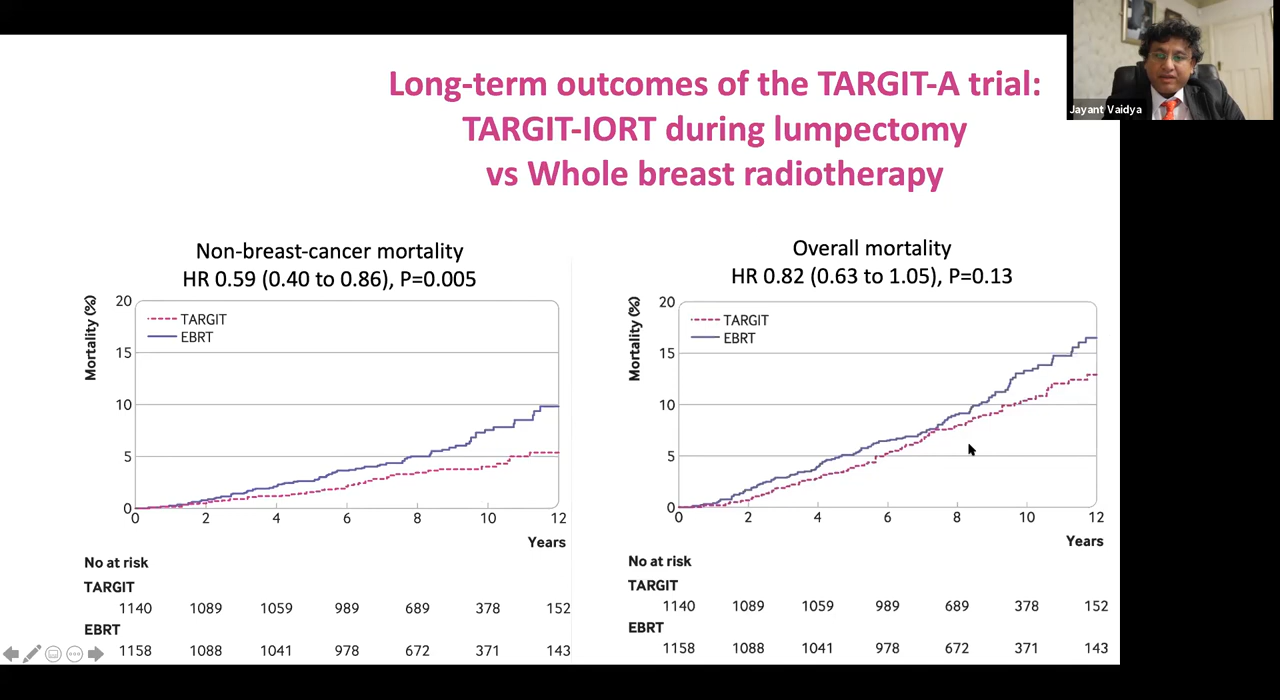 Long-term outcomes of the TARGIT-A trial:
TARGIT-IORT during lumpectomy
vs Whole breast radiotherapy
Jayant Vaidya
Non-breast-cancer mortality
HR 0.59 (0.40 to 0.86), P=0.005
Mortality (%)
20
15
10
5
0
TARGIT
EBRT
0 2 4 6 8 10 12
Years
No at risk
TARGIT
1140 1089 1059 989 689 378 152
EBRT
1158 1088 1041 978 672 371 143
Overall mortality
HR 0.82 (0.63 to 1.05), P=0.13
Mortality (%)
20
15
10
5
0
TARGIT
EBRT
0 2 4 6 8 10 12
Years
No at risk
TARGIT
1140 1089 1059 989 689 378 152
EBRT
1158 1088 1041 978 672 371 143